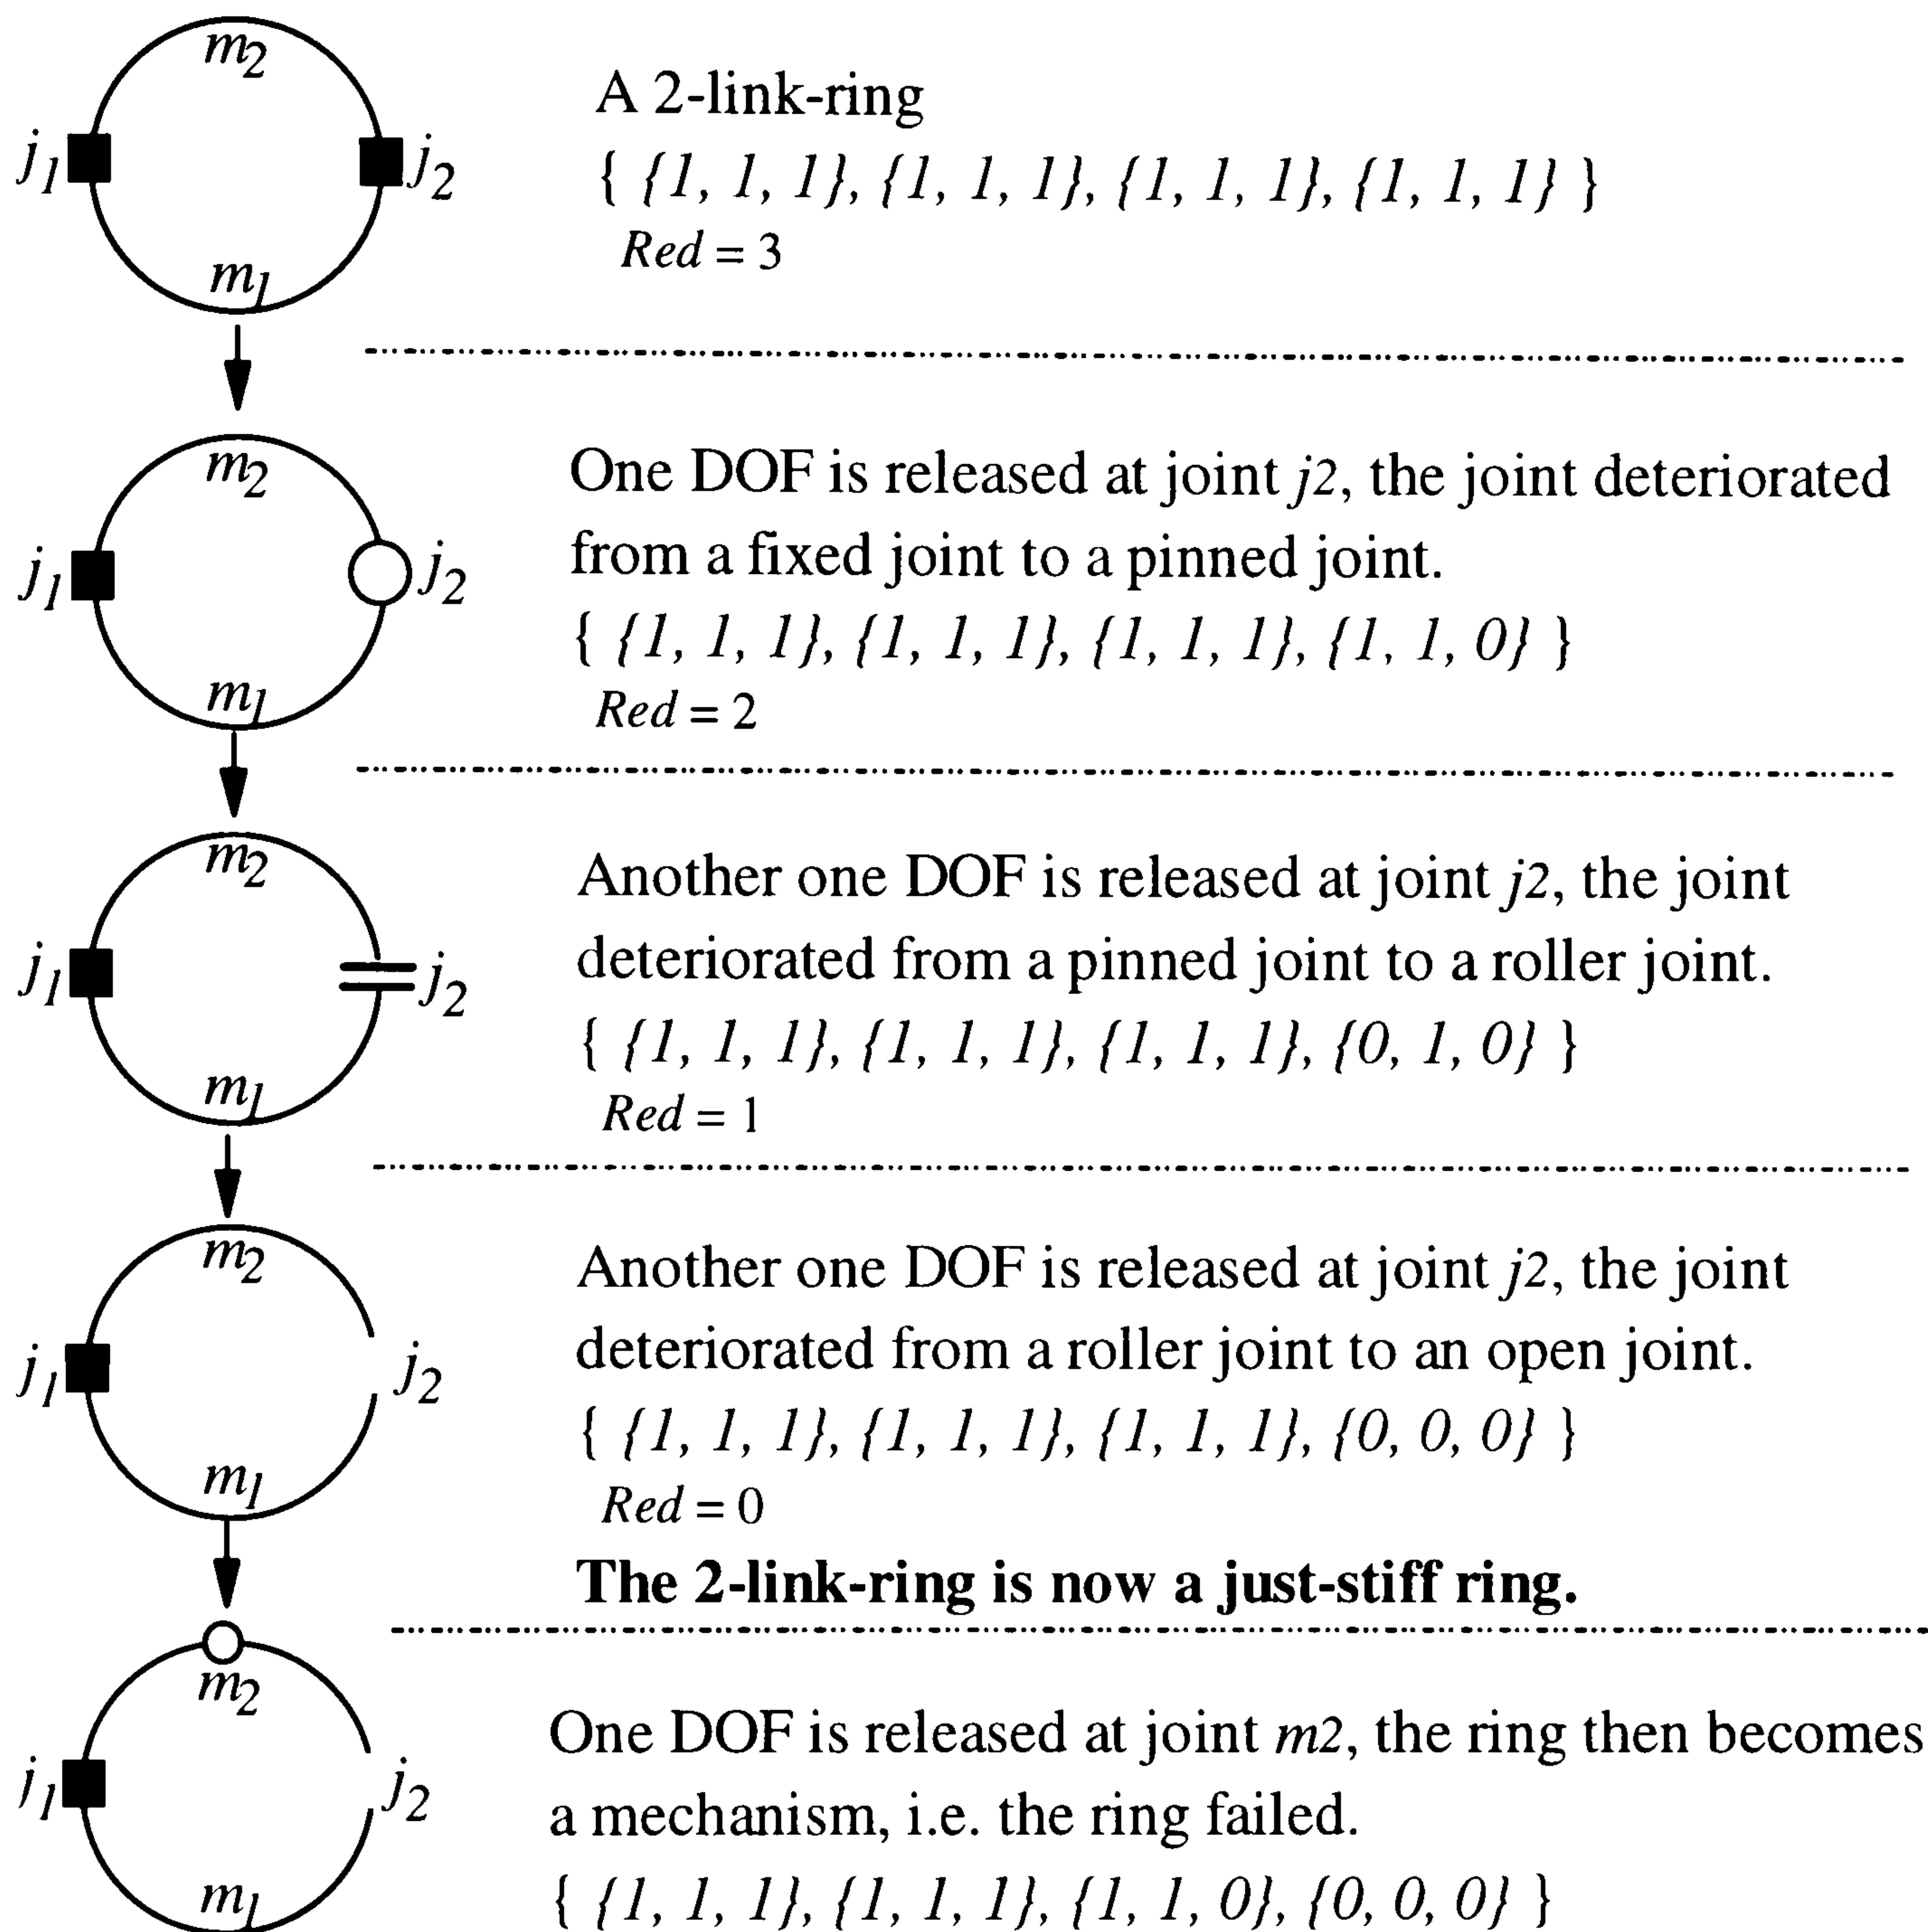 m2
A 2-link-ring
j1 j2
{ {1, 1, 1}, {1, 1, 1}, {1, 1, 1}, {1, 1, 1} }
Red = 3
m1
m2
One DOF is released at joint j2, the joint deteriorated
from a fixed joint to a pinned joint.
j1 j2
{ {1, 1, 1}, {1, 1, 1}, {1, 1, 1}, {1, 1, 0} }
m1
Red = 2
m2
Another one DOF is released at joint j2, the joint
deteriorated from a pinned joint to a roller joint.
j1 j2
{ {1, 1, 1}, {1, 1, 1}, {1, 1, 1}, {0, 1, 0} }
m1
Red = 1
m2
Another one DOF is released at joint j2, the joint
deteriorated from a roller joint to an open joint.
j1 j2
{ {1, 1, 1}, {1, 1, 1}, {1, 1, 1}, {0, 0, 0} }
m1
Red = 0
The 2-link-ring is now a just-stiff ring.
m2
One DOF is released at joint m2, the ring then becomes
j1 j2
a mechanism, i.e. the ring failed.
m1
{ {1, 1, 1}, {1, 1, 1}, {1, 1, 0}, {0, 0, 0} }